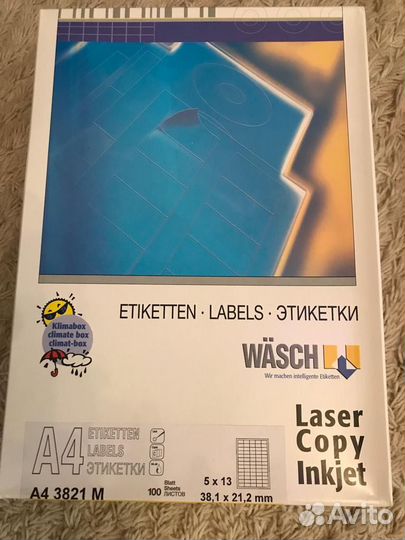 ETIKETTEN · LABELS · ЭТИКЕТКИ
Klimabox
climate box
climat-box
WÄSCH
Wir machen intelligente Etiketten
Laser
Copy
Inkjet
A4
ETIKETTEN
LABELS
ЭТИКЕТКИ
A4 3821 M
100
Blatt
Sheets
ЛИСТОВ
5 x 13
38,1 x 21,2 mm
Avito